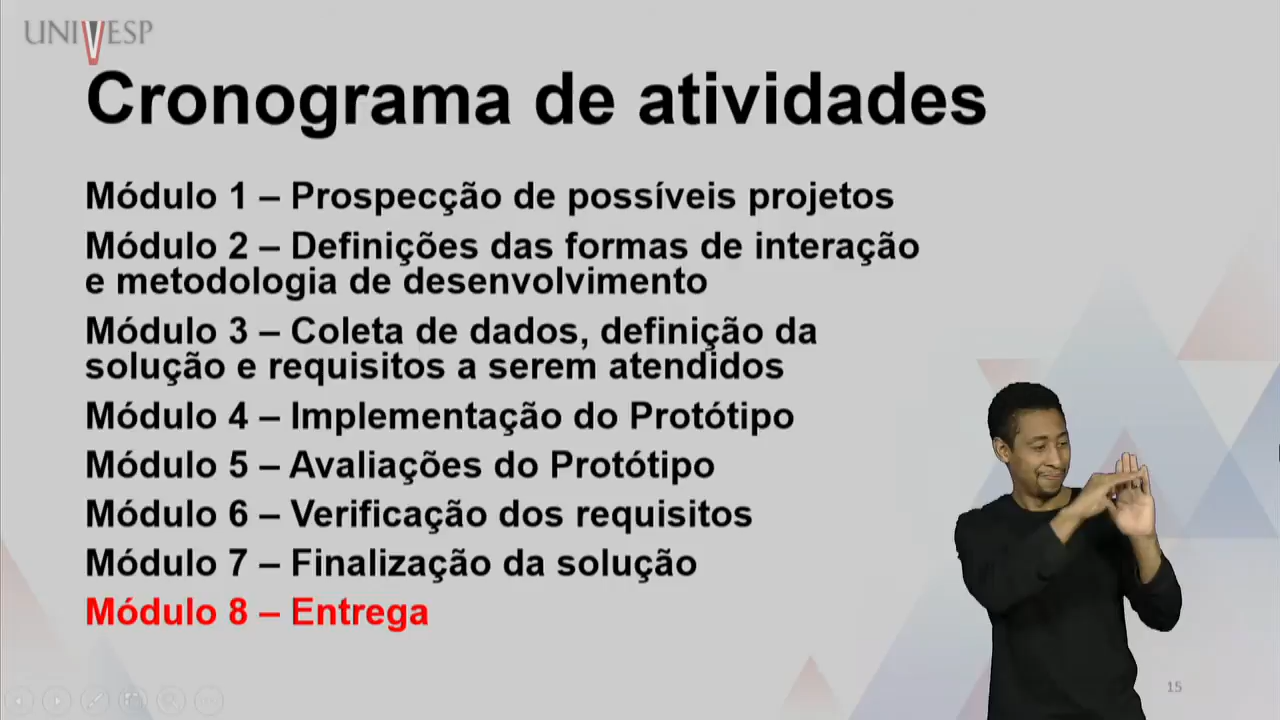 UNIVESP
Cronograma de atividades
Módulo 1 – Prospecção de possíveis projetos
Módulo 2 – Definições das formas de interação
e metodologia de desenvolvimento
Módulo 3 – Coleta de dados, definição da
solução e requisitos a serem atendidos
Módulo 4 – Implementação do Protótipo
Módulo 5 – Avaliações do Protótipo
Módulo 6 – Verificação dos requisitos
Módulo 7 – Finalização da solução
Módulo 8 – Entrega
15